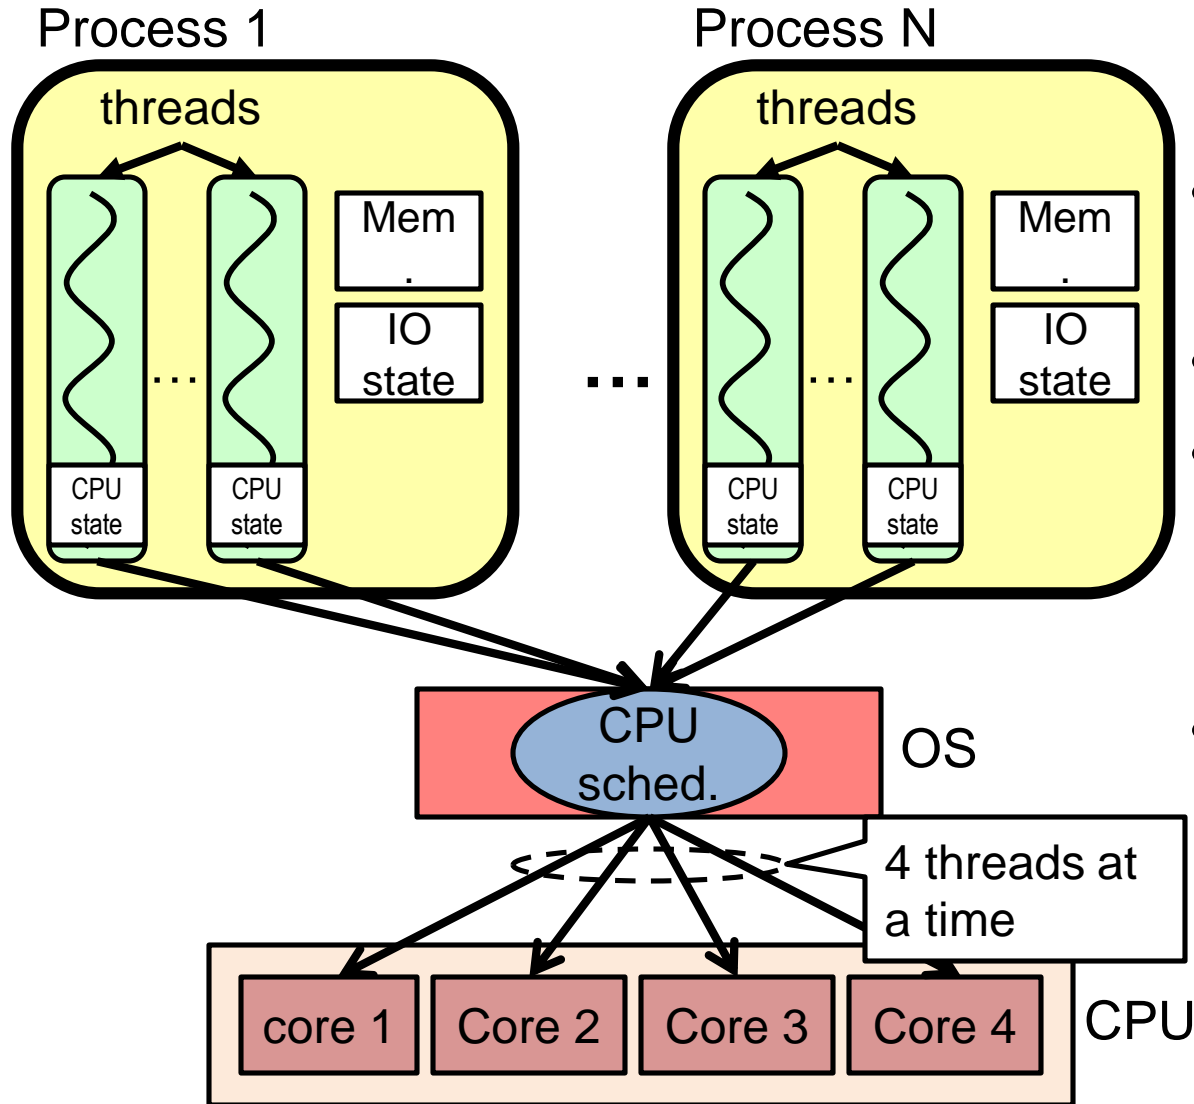 Process 1
Process N
threads
threads
Mem
.
IO
state
...
CPU
state
CPU
state
...
Mem
.
IO
state
...
CPU
state
CPU
state
CPU
sched.
OS
4 threads at
a time
core 1
Core 2
Core 3
Core 4
CPU